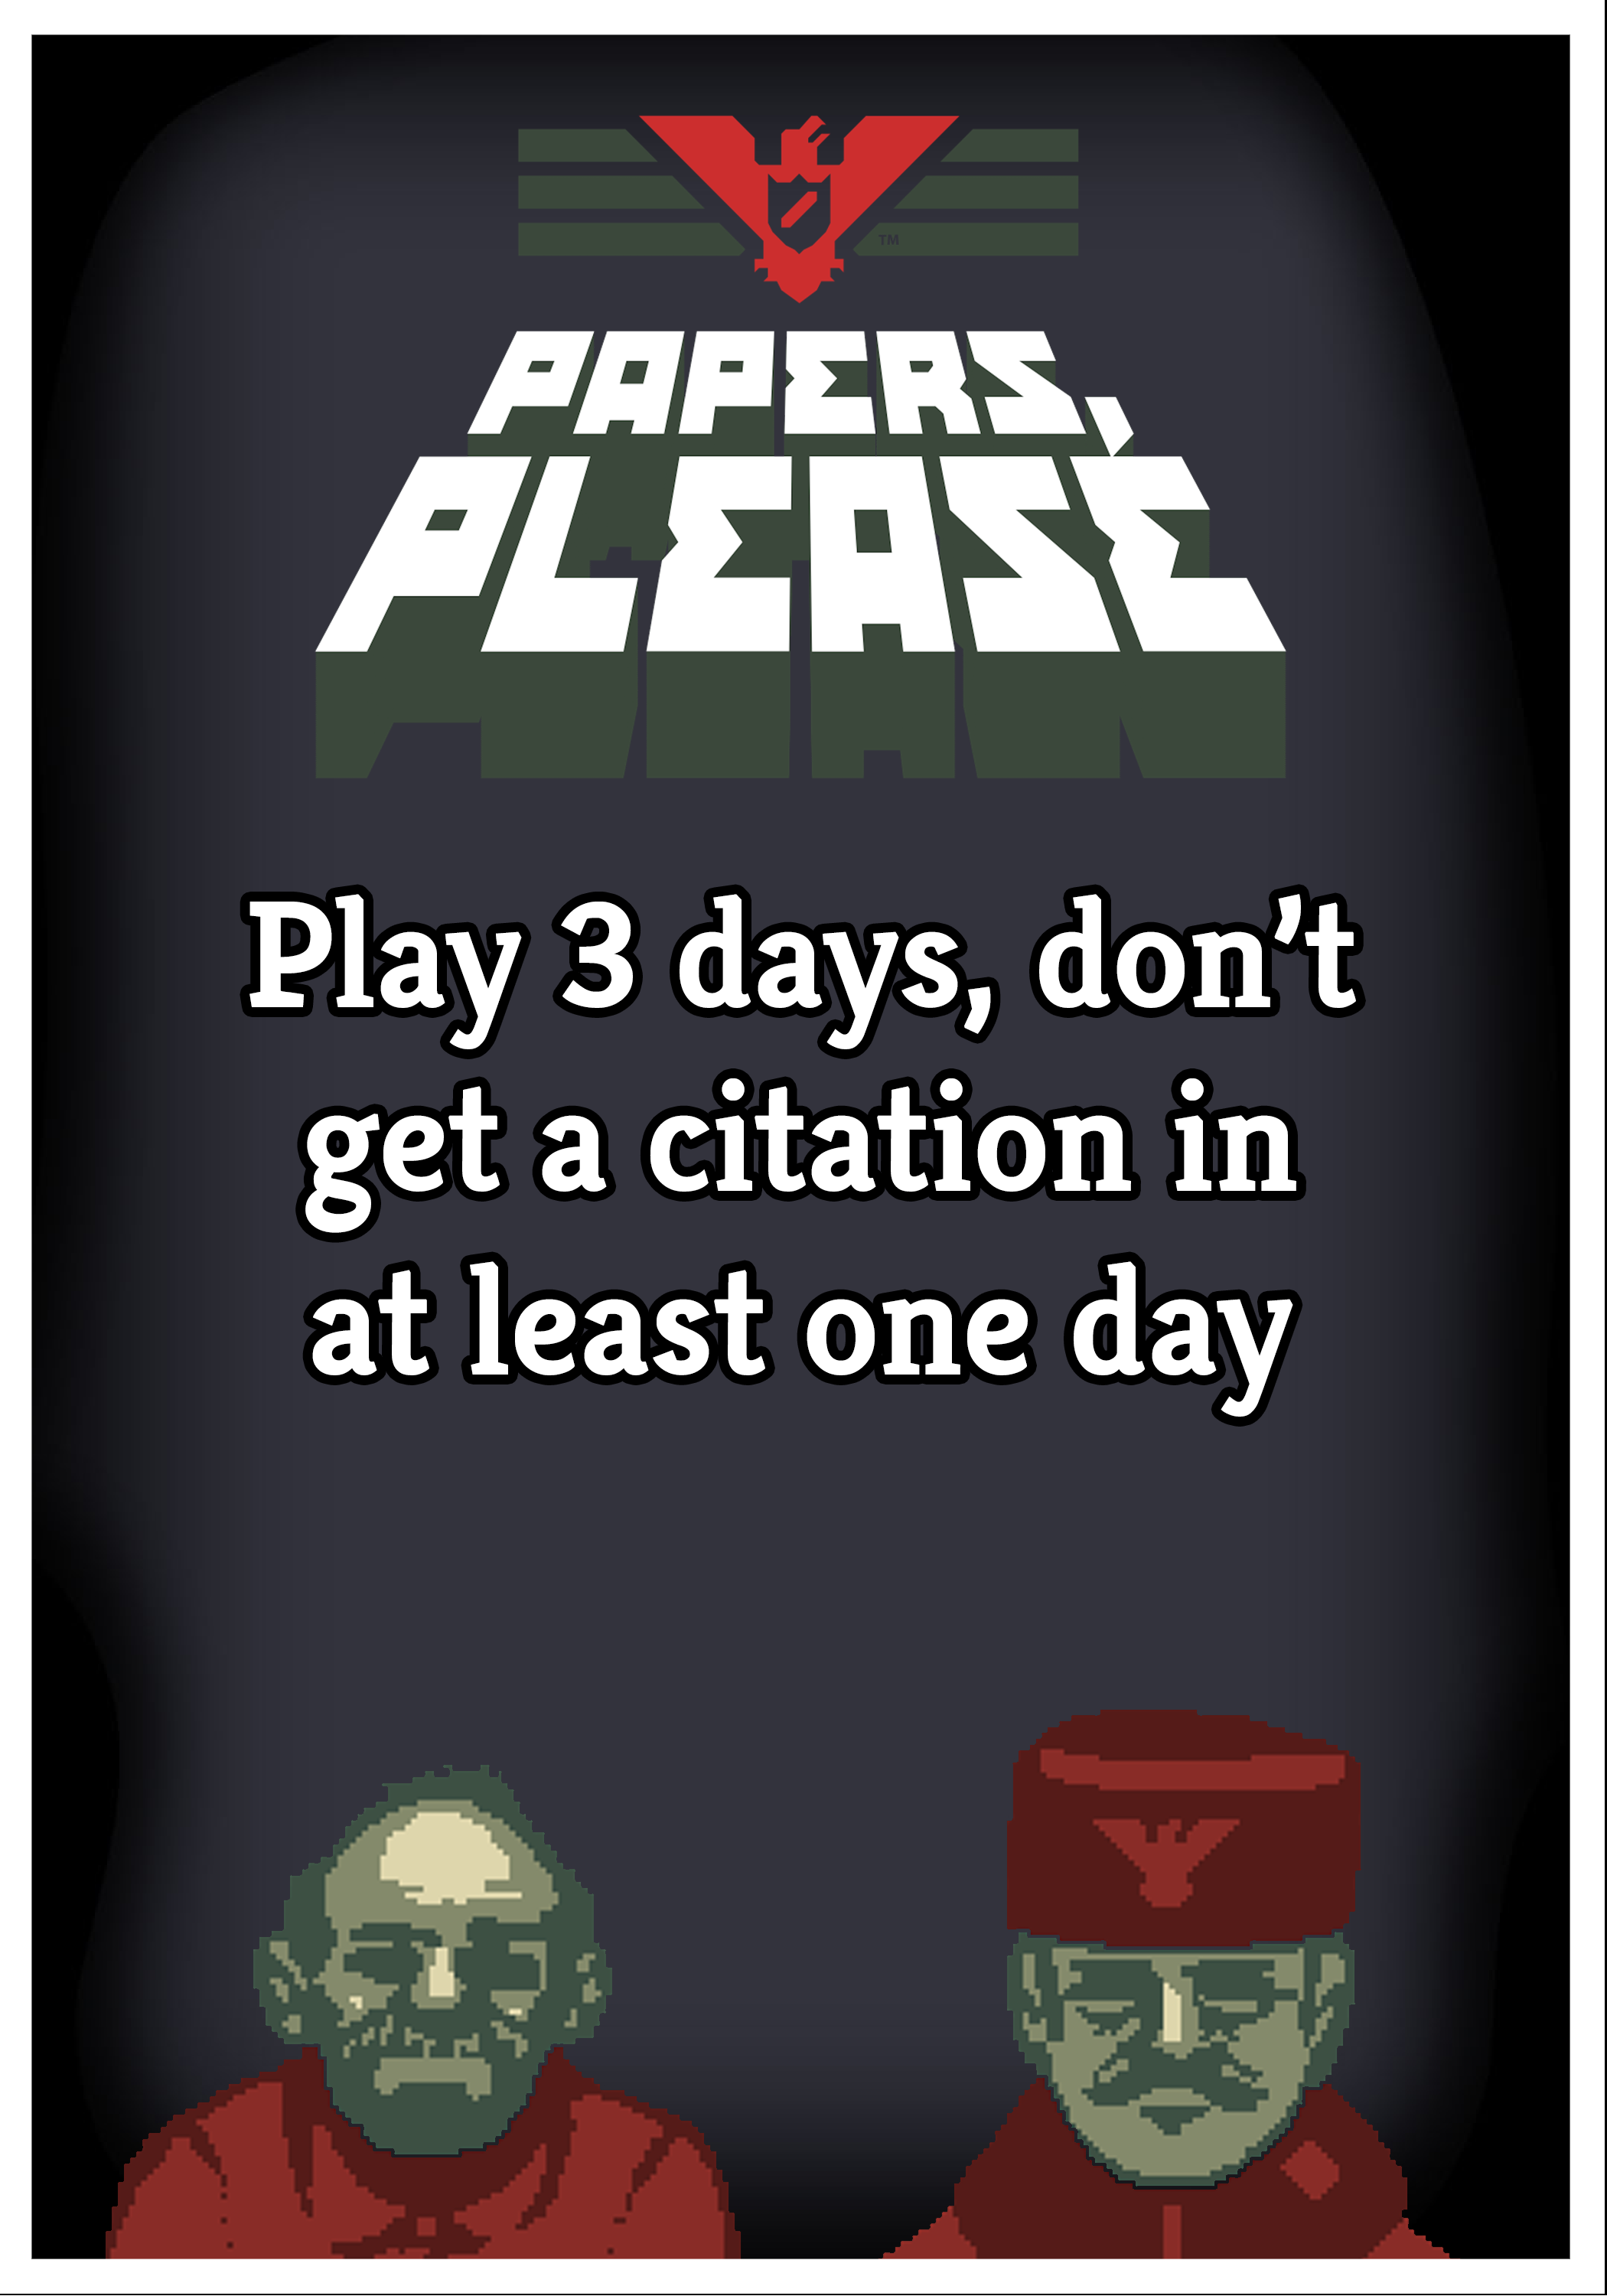 TM
PAPERS,
PLEASE
Play 3 days, don't
get a citation in
at least one day